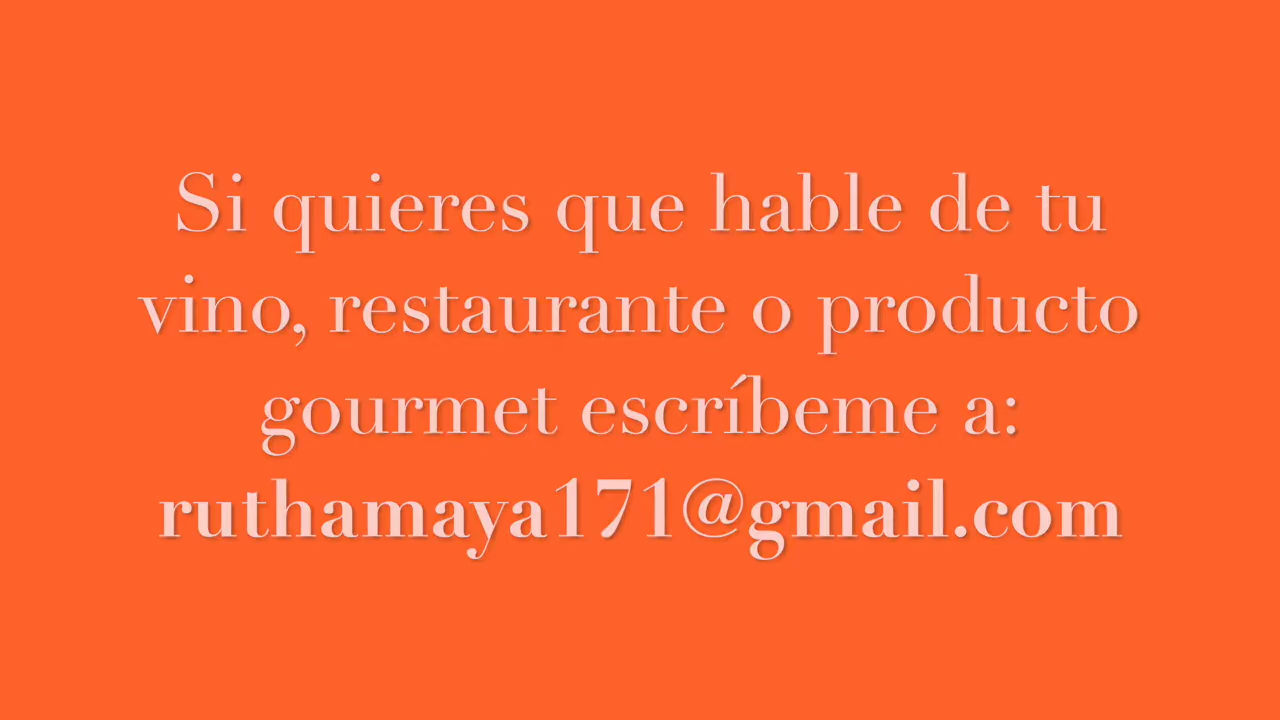 Si quieres que hable de tu
vino, restaurante o producto
gourmet escríbeme a:
ruthamaya171@gmail.com